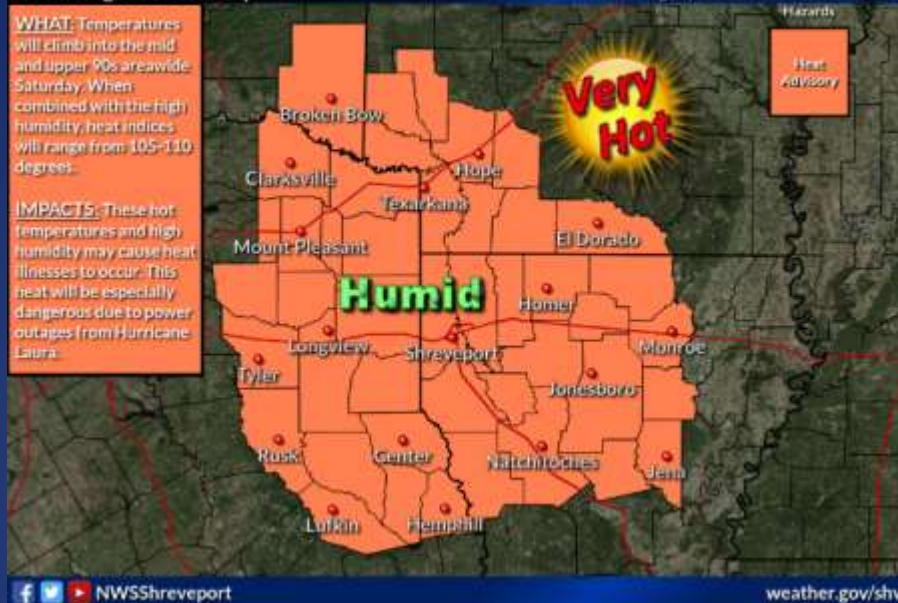 Hazards
WHAT: Temperatures
will climb into the mid
and upper 90s areawide
Saturday. When
combined with the high
humidity, heat indices
will range from 105-110
degrees.
IMPACTS: These hot
temperatures and high
humidity may cause heat
illnesses to occur. This
heat will be especially
dangerous due to power
outages from Hurricane
Laura.
Heat
Advisory
Very
Hot
Broken Bow
Hope
Clarksville
Texarkana
El Dorado
Mount Pleasant
Humid
Homer
Longview
Shreveport
Monroe
Tyler
Jonesboro
Rusk
Center
Natchitoches
Jena
Lufkin
Hemphill
NWSShreveport
weather.gov/shv